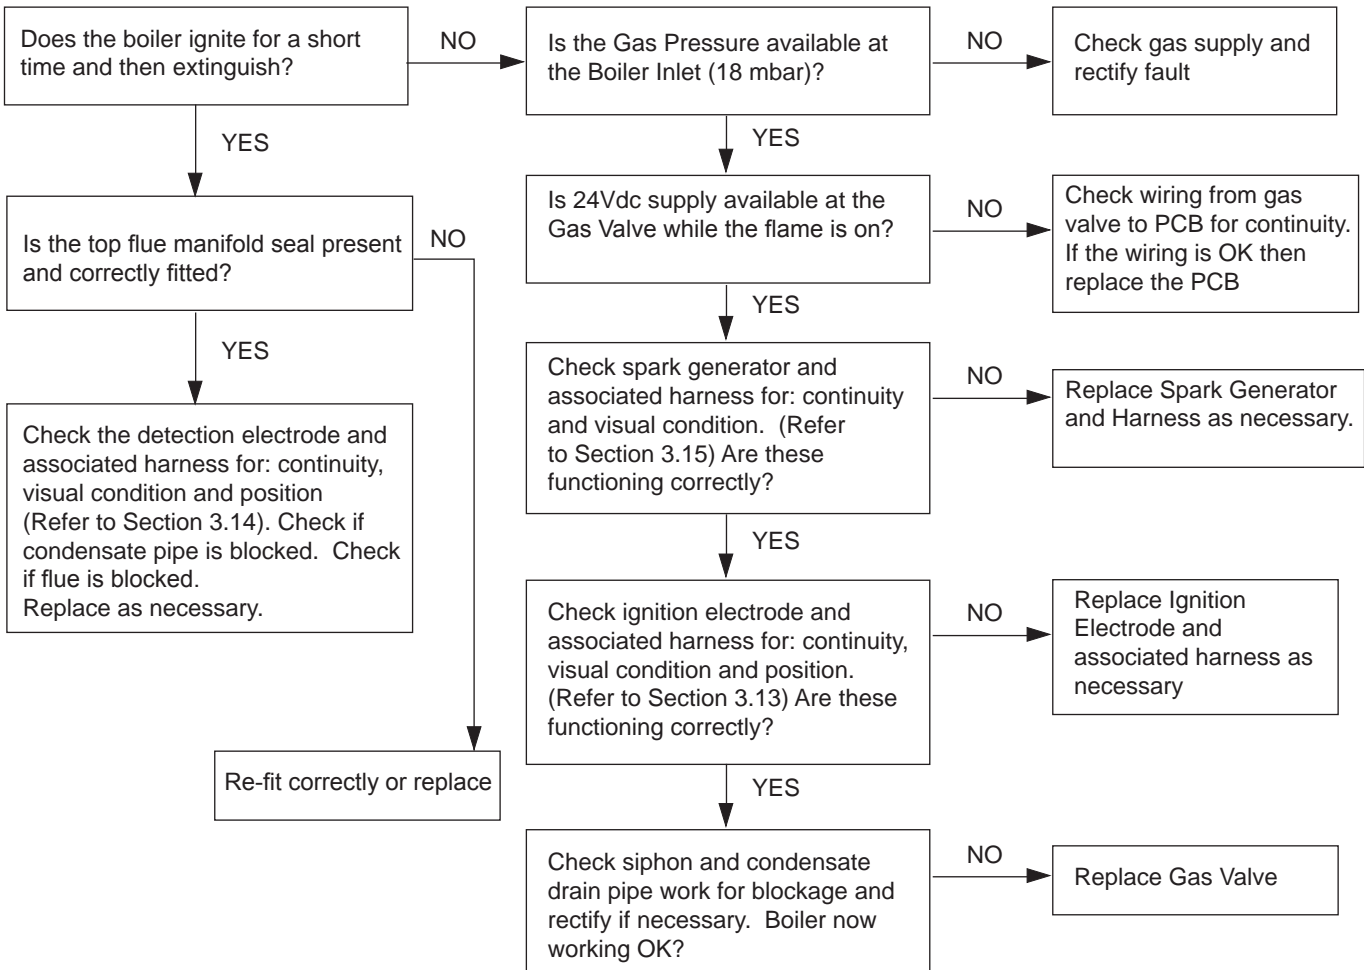 Does the boiler ignite for a short
time and then extinguish?
NO
Is the Gas Pressure available at
the Boiler Inlet (18 mbar)?
NO
Check gas supply and
rectify fault
YES
YES
Is the top flue manifold seal present
and correctly fitted?
NO
Is 24Vdc supply available at the
Gas Valve while the flame is on?
NO
Check wiring from gas
valve to PCB for continuity.
If the wiring is OK then
replace the PCB
YES
YES
Check the detection electrode and
associated harness for: continuity,
visual condition and position
(Refer to Section 3.14). Check if
condensate pipe is blocked.  Check
if flue is blocked.
Replace as necessary.
Check spark generator and
associated harness for: continuity
and visual condition.  (Refer
to Section 3.15) Are these
functioning correctly?
NO
Replace Spark Generator
and Harness as necessary.
YES
Check ignition electrode and
associated harness for: continuity,
visual condition and position.
(Refer to Section 3.13) Are these
functioning correctly?
NO
Replace Ignition
Electrode and
associated harness as
necessary
Re-fit correctly or replace
YES
Check siphon and condensate
drain pipe work for blockage and
rectify if necessary.  Boiler now
working OK?
NO
Replace Gas Valve